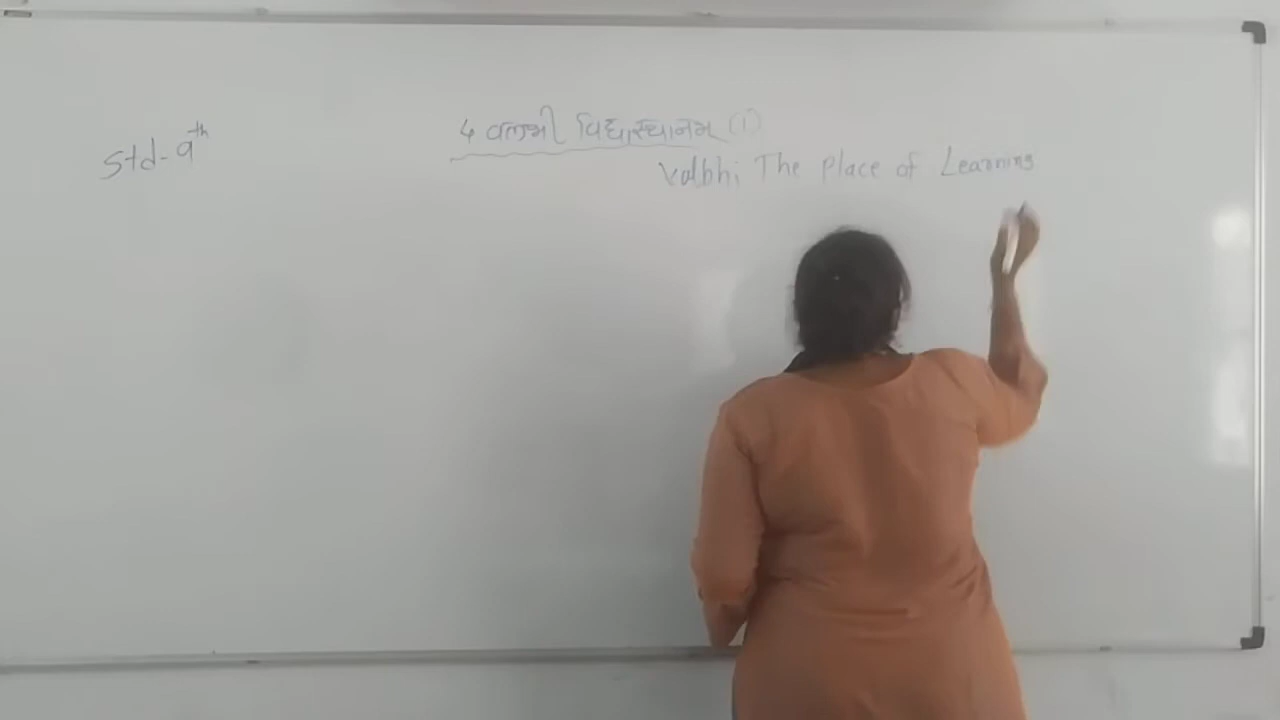 std-9th
4 वलभी विद्यास्थानम् (1)
Valbhi The place of Learning